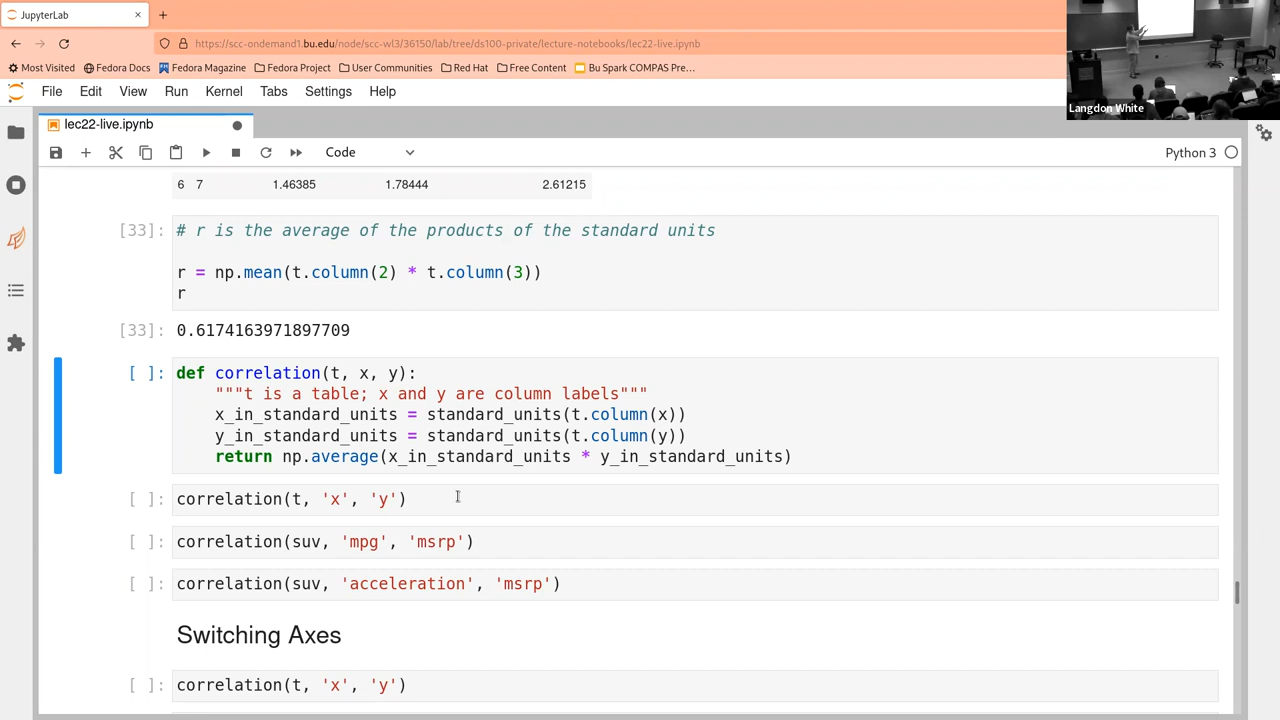 JupyterLab
https://scc-ondemand1.bu.edu/node/scc-wl3/36150/lab/tree/ds100-private/lecture-notebooks/lec22-live.ipynb
Most Visited Fedora Docs Fedora Magazine Fedora Project User Communities Red Hat Free Content Bu Spark COMPAS Pre…
Langdon White
File Edit View Run Kernel Tabs Settings Help
lec22-live.ipynb
Code Python 3
6 7 1.46385 1.78444 2.61215
[33]: # r is the average of the products of the standard units
r = np.mean(t.column(2) * t.column(3))
r
[33]: 0.6174163971897709
[ ]: def correlation(t, x, y):
"""t is a table; x and y are column labels"""
x_in_standard_units = standard_units(t.column(x))
y_in_standard_units = standard_units(t.column(y))
return np.average(x_in_standard_units * y_in_standard_units)
[ ]: correlation(t, 'x', 'y')
[ ]: correlation(suv, 'mpg', 'msrp')
[ ]: correlation(suv, 'acceleration', 'msrp')
Switching Axes
[ ]: correlation(t, 'x', 'y')